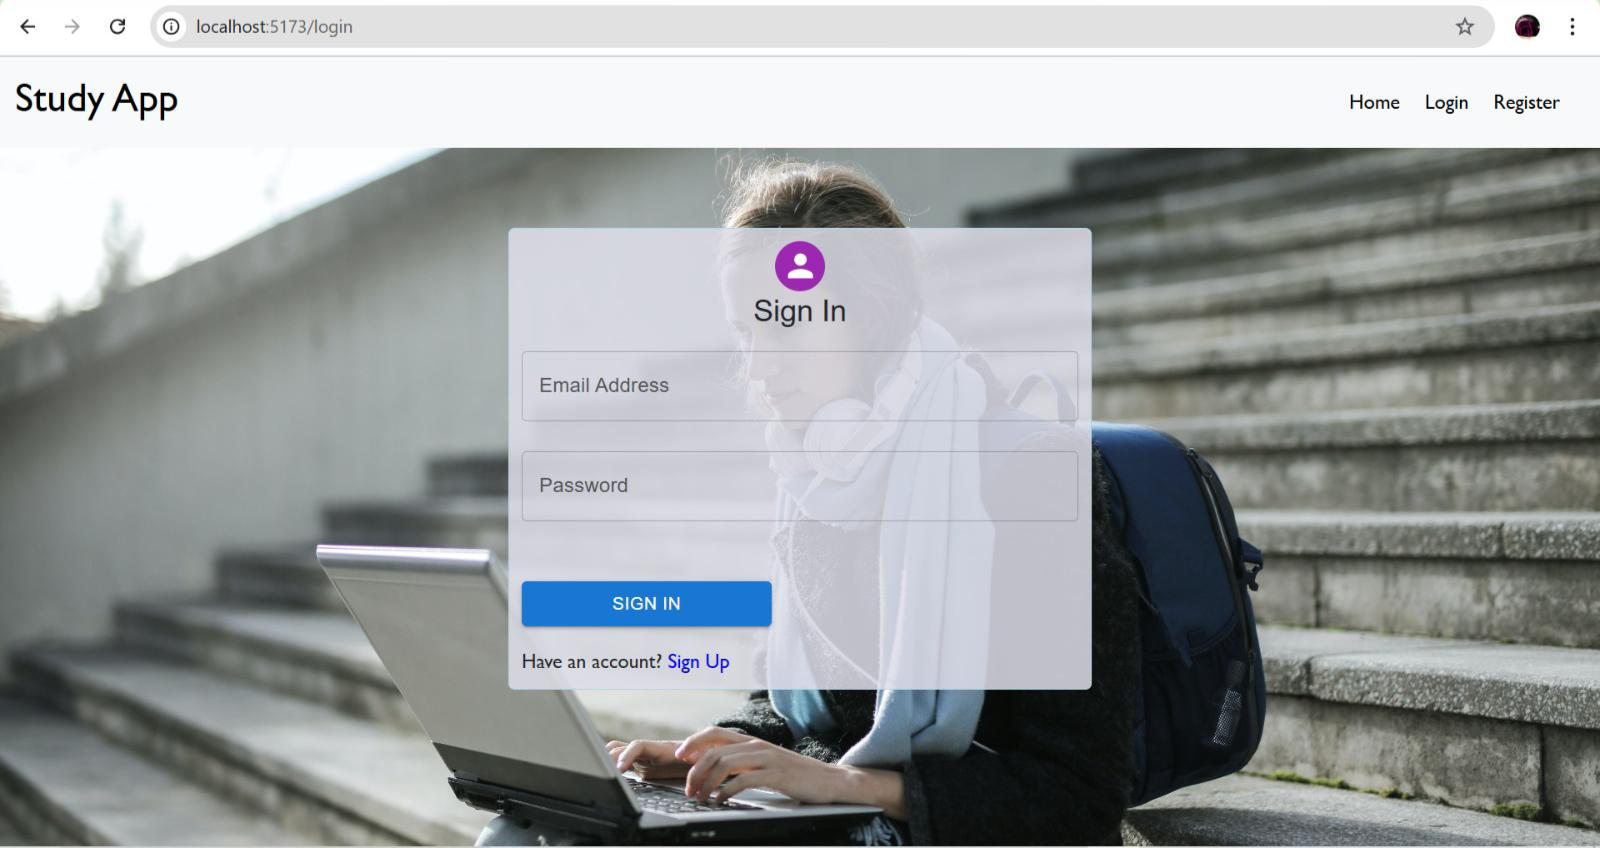 localhost:5173/login
Study App
Home Login Register
Sign In
Email Address
Password
SIGN IN
Have an account? Sign Up